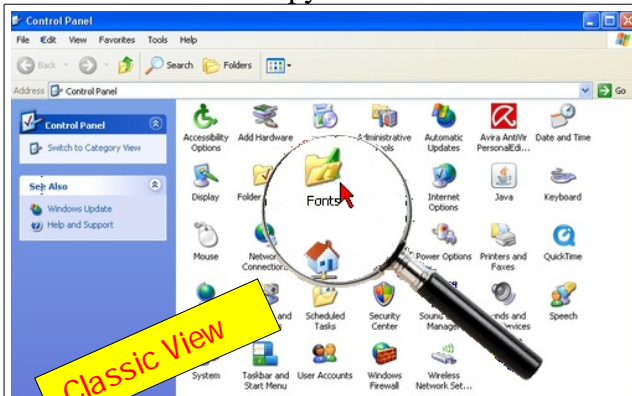 Control Panel
File Edit View Favorites Tools Help
Back Search Folders
Address Control Panel Go
Control Panel
Switch to Category View
See Also
Windows Update
Help and Support
Accessibility Add Hardware Automatic Avira AntiVir Date and Time
Options Updates PersonalEdi...
Display Folder Fonts Internet Java Keyboard
Options
Mouse Network Power Options Printers and QuickTime
Faxes
and Scheduled Security and Speech
Tasks Center
System Taskbar and User Accounts Windows Wireless
Start Menu Firewall Network Set...
Classic View